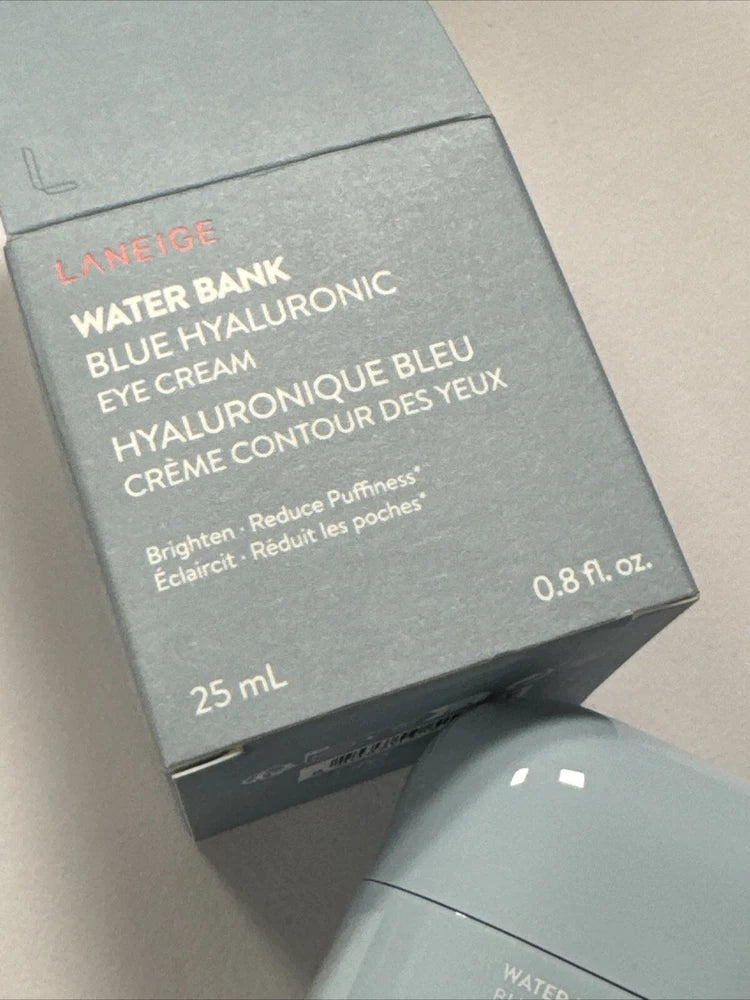 L
LANEIGE
WATER BANK
BLUE HYALURONIC
EYE CREAM
HYALURONIQUE BLEU
CRÈME CONTOUR DES YEUX
Brighten · Reduce Puffiness*
Éclaircit · Réduit les poches*
0.8 fl. oz.
25 mL
WATER